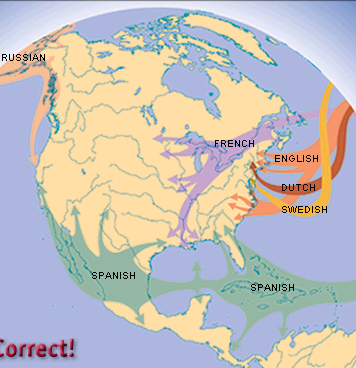 RUSSIAN
FRENCH
ENGLISH
DUTCH
SWEDISH
SPANISH
SPANISH
Correct!